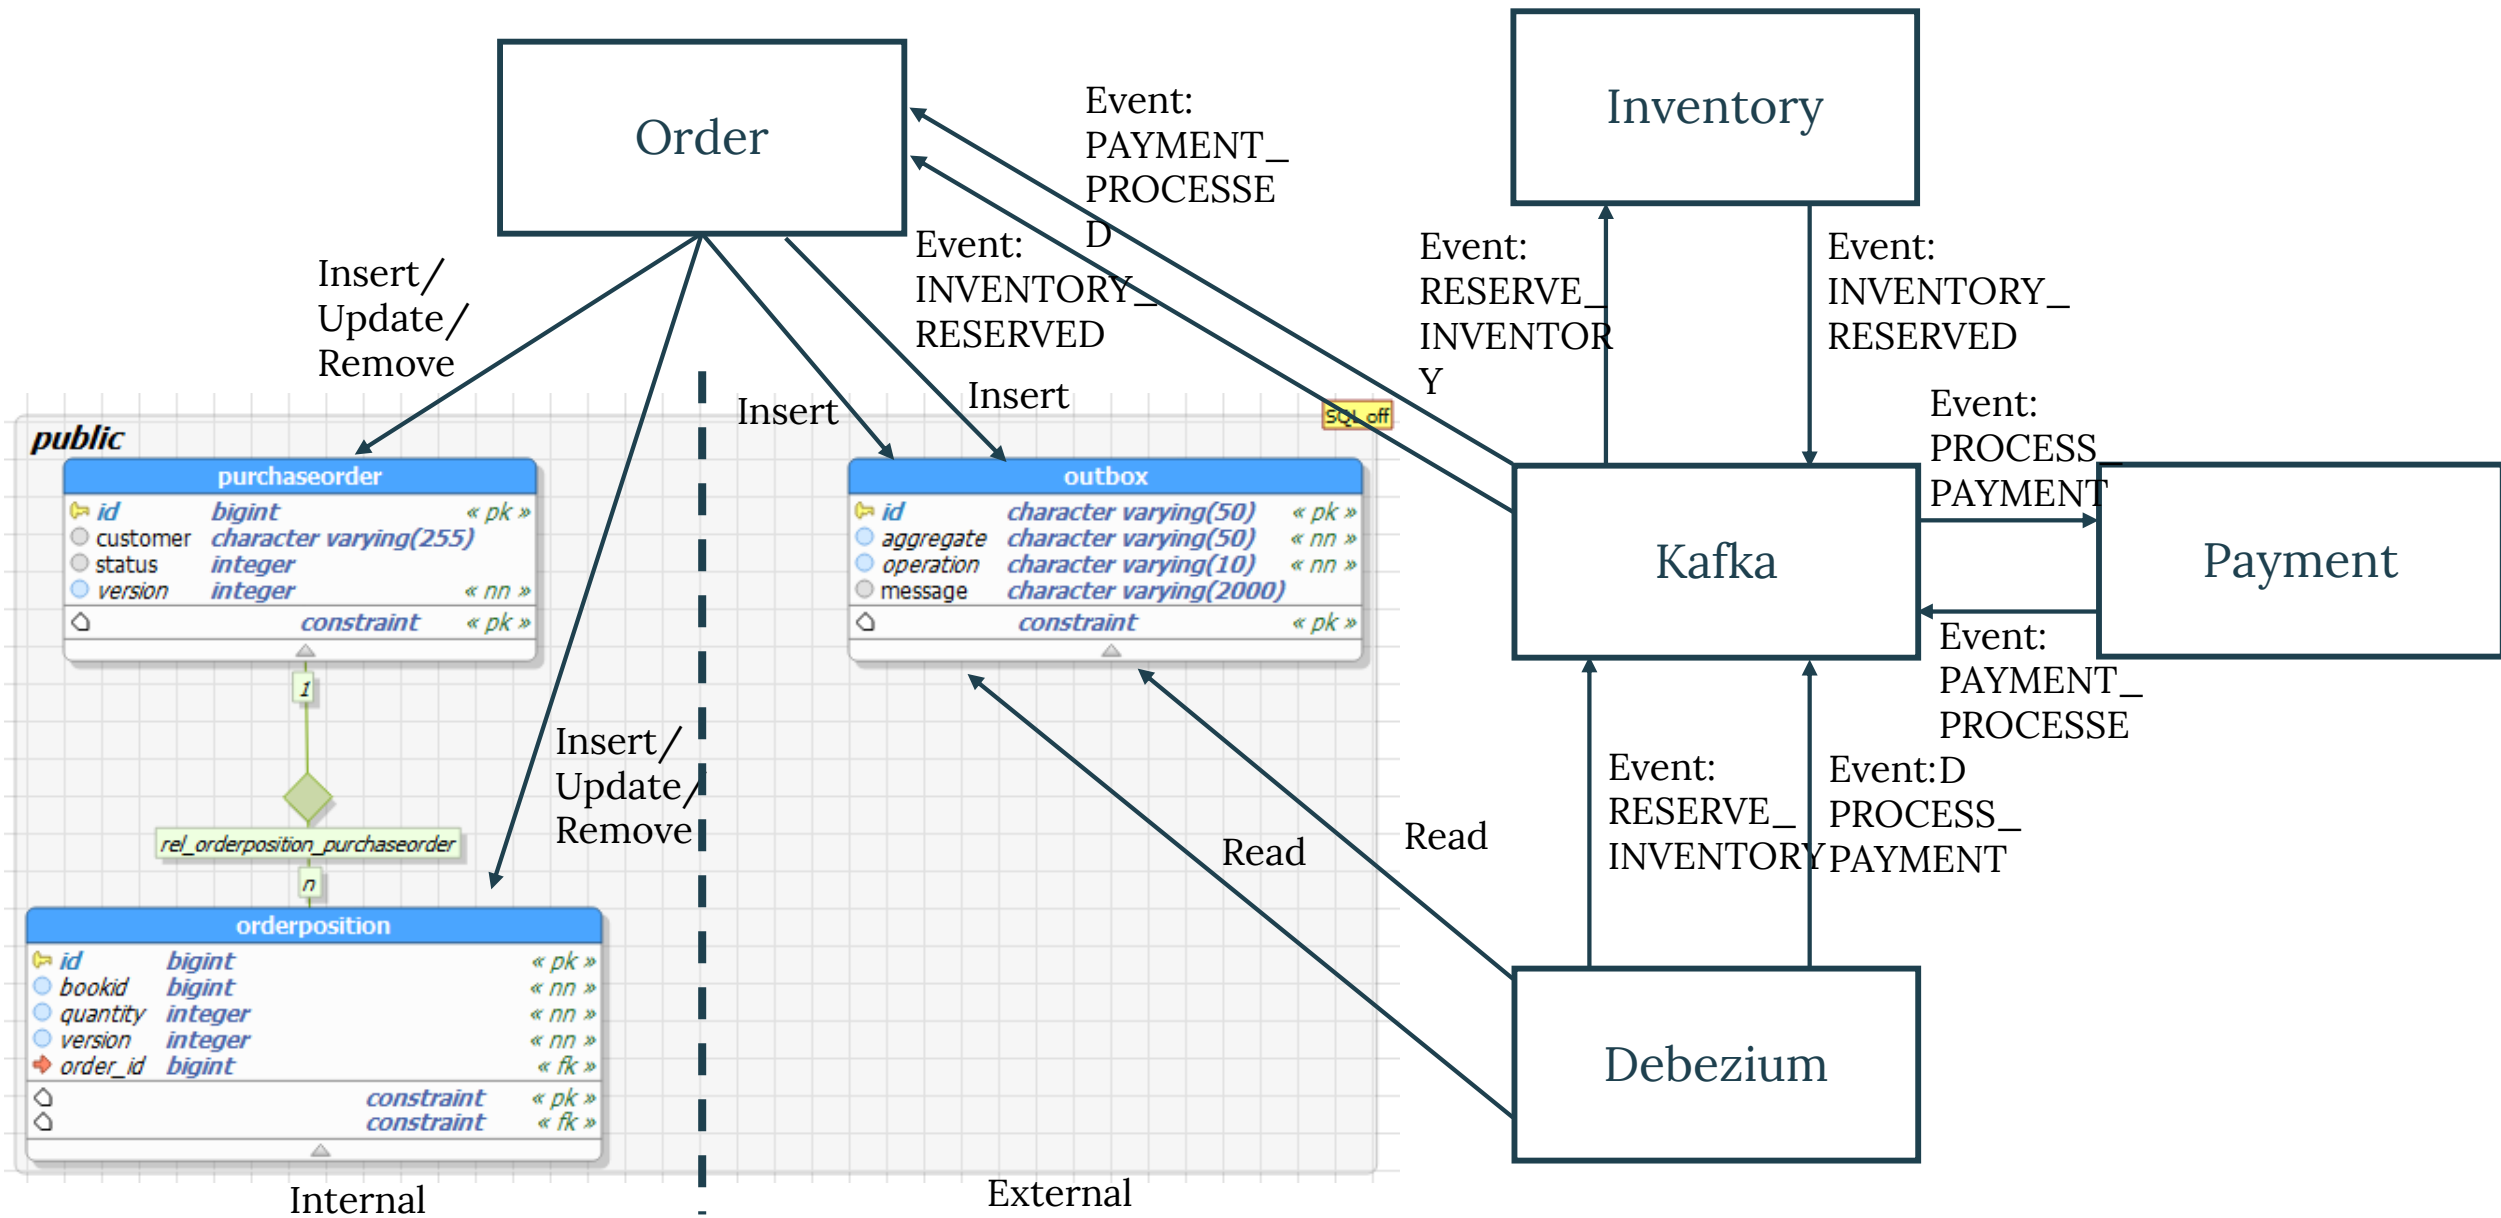 Order
Inventory
Event:
PAYMENT_
PROCESSE
D
Event:
INVENTORY_
RESERVED
Event:
RESERVE_
INVENTOR
Y
Event:
INVENTORY_
RESERVED
Insert/
Update/
Remove
Insert
Insert
SQL off
public
purchaseorder
id bigint « pk »
customer character varying(255)
status integer
version integer « nn »
constraint « pk »
1
rel_orderposition_purchaseorder
n
orderposition
id bigint « pk »
bookid bigint « nn »
quantity integer « nn »
version integer « nn »
order_id bigint « fk »
constraint « pk »
constraint « fk »
Insert/
Update/
Remove
outbox
id character varying(50) « pk »
aggregate character varying(50) « nn »
operation character varying(10) « nn »
message character varying(2000)
constraint « pk »
Kafka
Event:
PROCESS_
PAYMENT
Payment
Event:
PAYMENT_
PROCESSE
D
Read
Read
Event:
RESERVE_
INVENTORY
Event:
PROCESS_
PAYMENT
Debezium
Internal
External